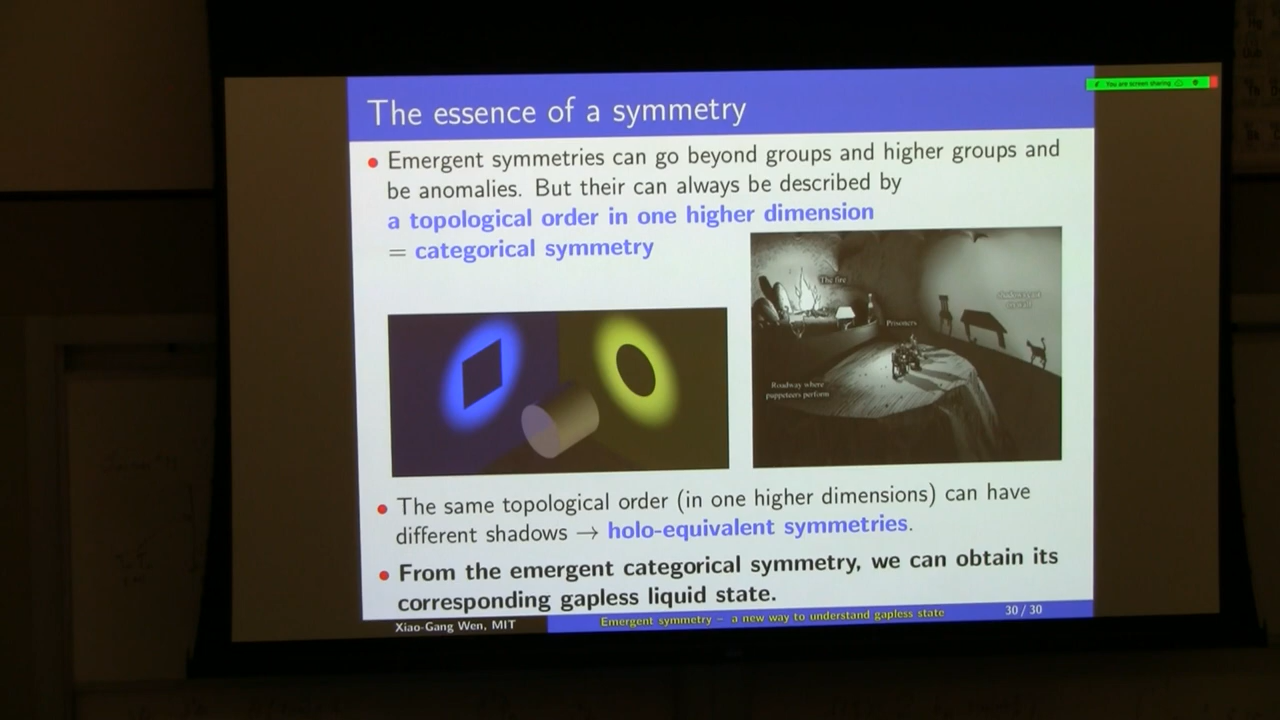 The essence of a symmetry
You are screen sharing
Emergent symmetries can go beyond groups and higher groups and
be anomalies. But their can always be described by
a topological order in one higher dimension
= categorical symmetry
The fire
Prisoners
Roadway where
puppeteers perform
The same topological order (in one higher dimensions) can have
different shadows → holo-equivalent symmetries.
From the emergent categorical symmetry, we can obtain its
corresponding gapless liquid state.
Xiao-Gang Wen, MIT
Emergent symmetry – a new way to understand gapless state
30 / 30